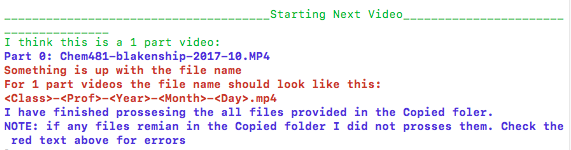 ______________________________________Starting Next Video_______________________
_______________
I think this is a 1 part video:
Part 0: Chem481-blakenship-2017-10.MP4
Something is up with the file name
For 1 part videos the file name should look like this:
<Class>-<Prof>-<Year>-<Month>-<Day>.mp4
I have finished prossesing the all files provided in the Copied foler.
NOTE: if any files remian in the Copied folder I did not prosses them. Check the
red text above for errors